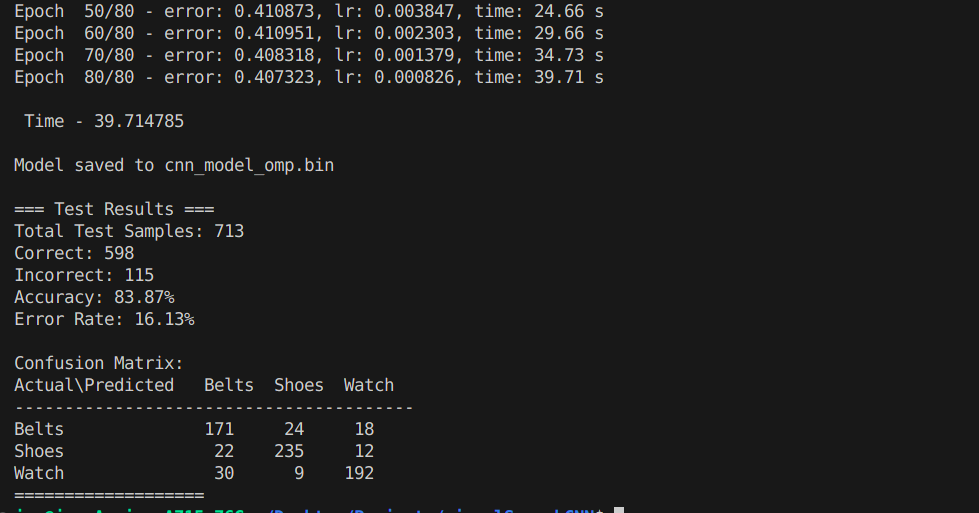 Epoch  50/80 - error: 0.410873, lr: 0.003847, time: 24.66 s
Epoch  60/80 - error: 0.410951, lr: 0.002303, time: 29.66 s
Epoch  70/80 - error: 0.408318, lr: 0.001379, time: 34.73 s
Epoch  80/80 - error: 0.407323, lr: 0.000826, time: 39.71 s
Time - 39.714785
Model saved to cnn_model_omp.bin
=== Test Results ===
Total Test Samples: 713
Correct: 598
Incorrect: 115
Accuracy: 83.87%
Error Rate: 16.13%
Confusion Matrix:
Actual\Predicted   Belts  Shoes  Watch
----------------------------------------
Belts              171     24     18
Shoes               22    235     12
Watch               30      9    192
===================